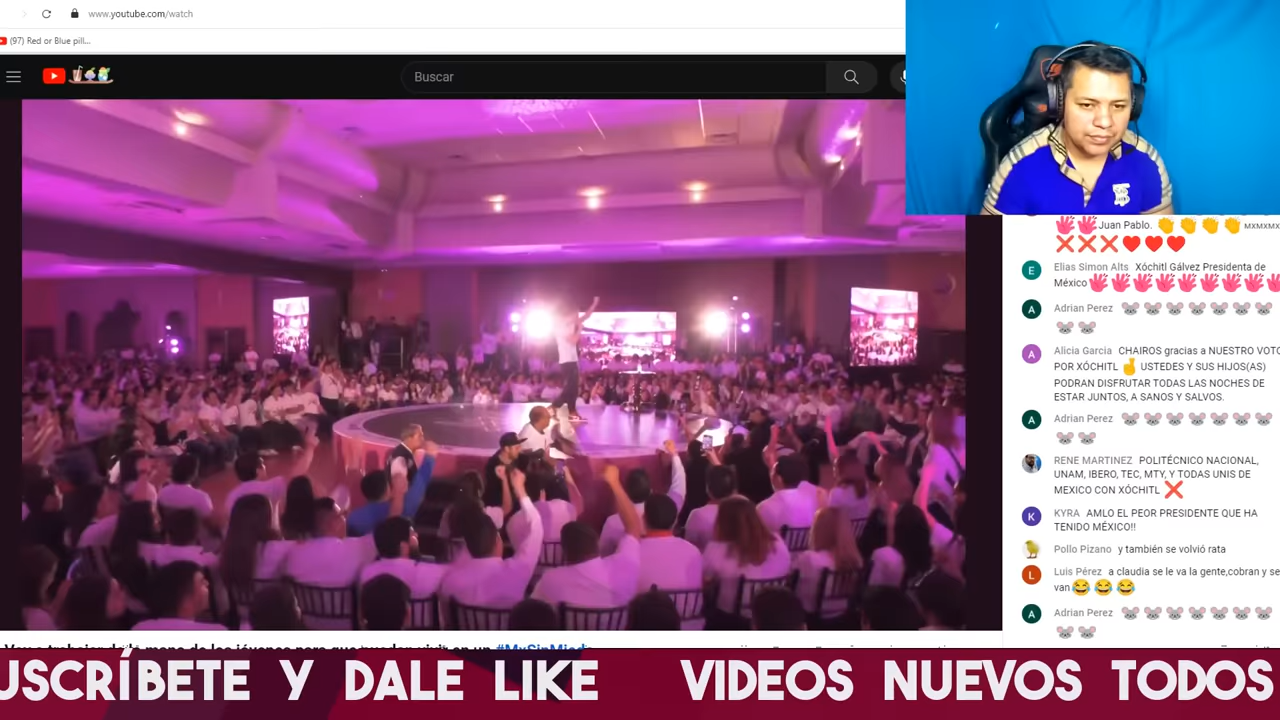 www.youtube.com/watch
(97) Red or Blue pill...
Buscar
Juan Pablo.
Elias Simon Alts Xóchitl Gálvez Presidenta de
México
Adrian Perez
Alicia Garcia CHAIROS gracias a NUESTRO VOTO
POR XÓCHITL USTEDES Y SUS HIJOS(AS)
PODRAN DISFRUTAR TODAS LAS NOCHES DE
ESTAR JUNTOS, A SANOS Y SALVOS.
Adrian Perez
RENE MARTINEZ POLITÉCNICO NACIONAL,
UNAM, IBERO, TEC, MTY, Y TODAS UNIS DE
MEXICO CON XÓCHITL
KYRA AMLO EL PEOR PRESIDENTE QUE HA
TENIDO MÉXICO!!
Pollo Pizano y también se volvió rata
Luis Pérez a claudia se le va la gente,cobran y se
van
Adrian Perez
USCRÍBETE Y DALE LIKE VIDEOS NUEVOS TODOS